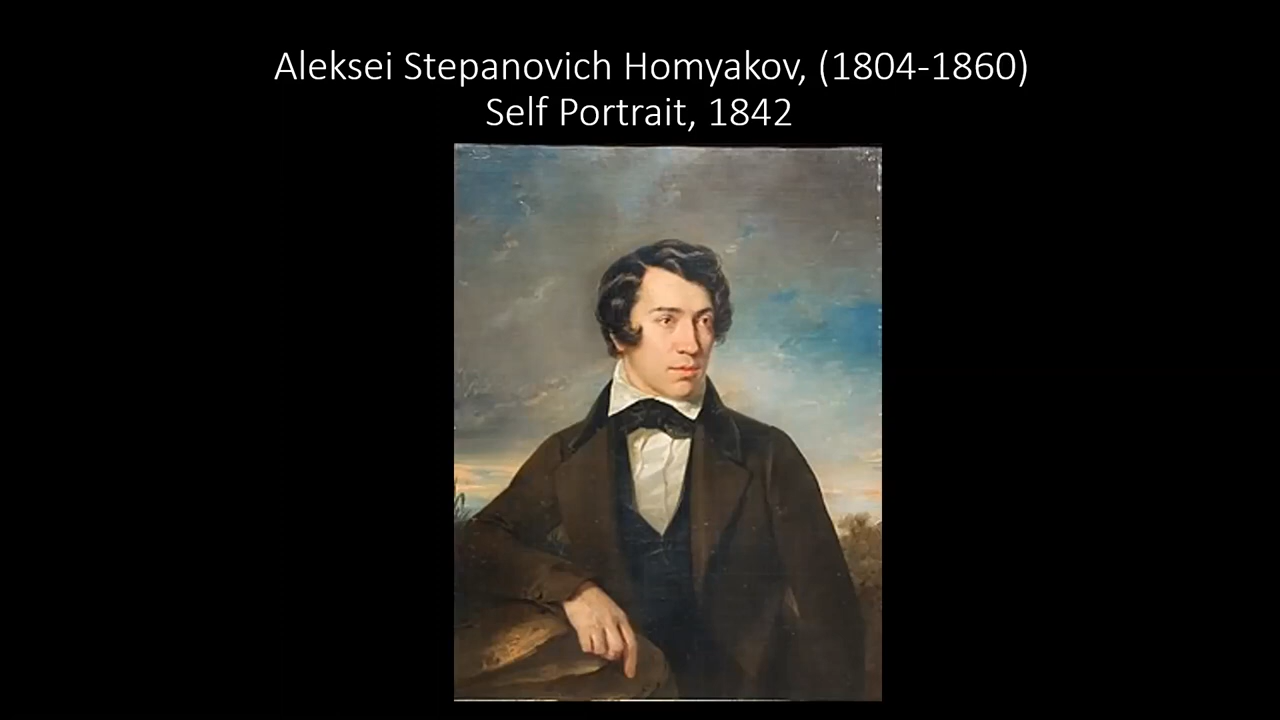 Aleksei Stepanovich Homyakov, (1804-1860)
Self Portrait, 1842